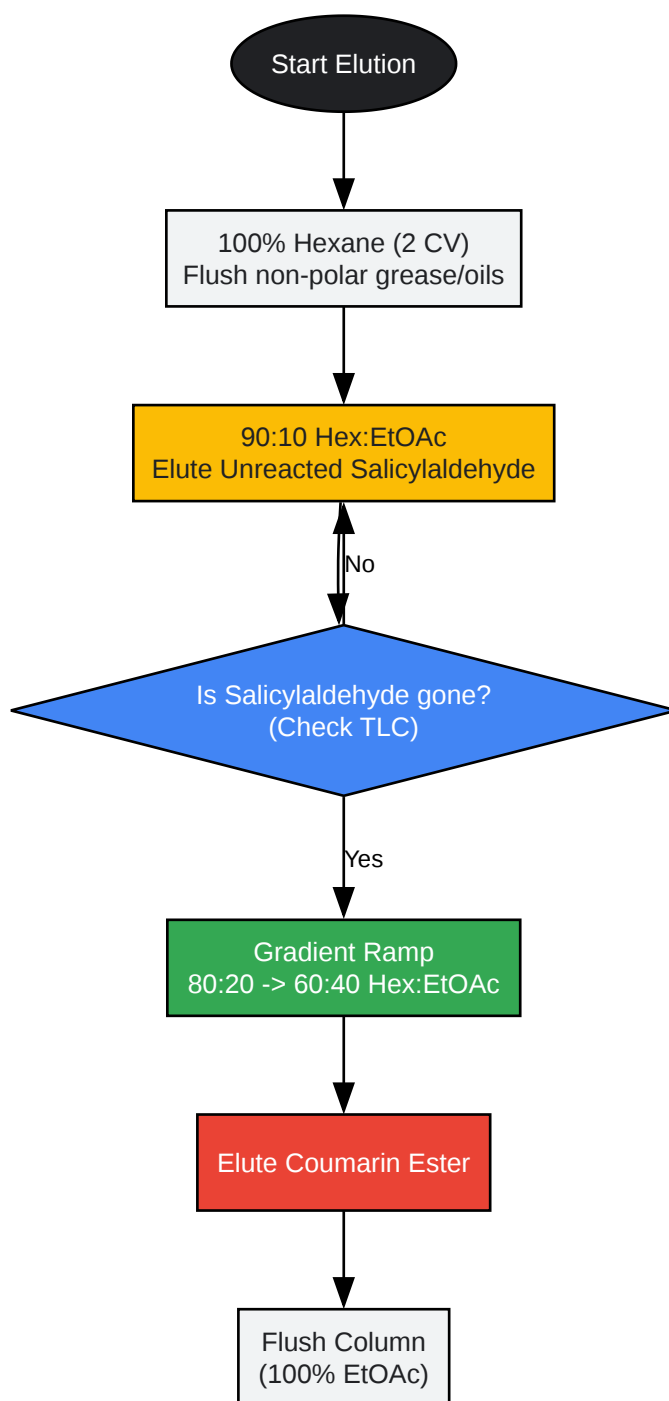 Start Elution
100% Hexane (2 CV)
Flush non-polar grease/oils
90:10 Hex:EtOAc
Elute Unreacted Salicylaldehyde
No
Is Salicylaldehyde gone?
(Check TLC)
Yes
Gradient Ramp
80:20 -> 60:40 Hex:EtOAc
Elute Coumarin Ester
Flush Column
(100% EtOAc)